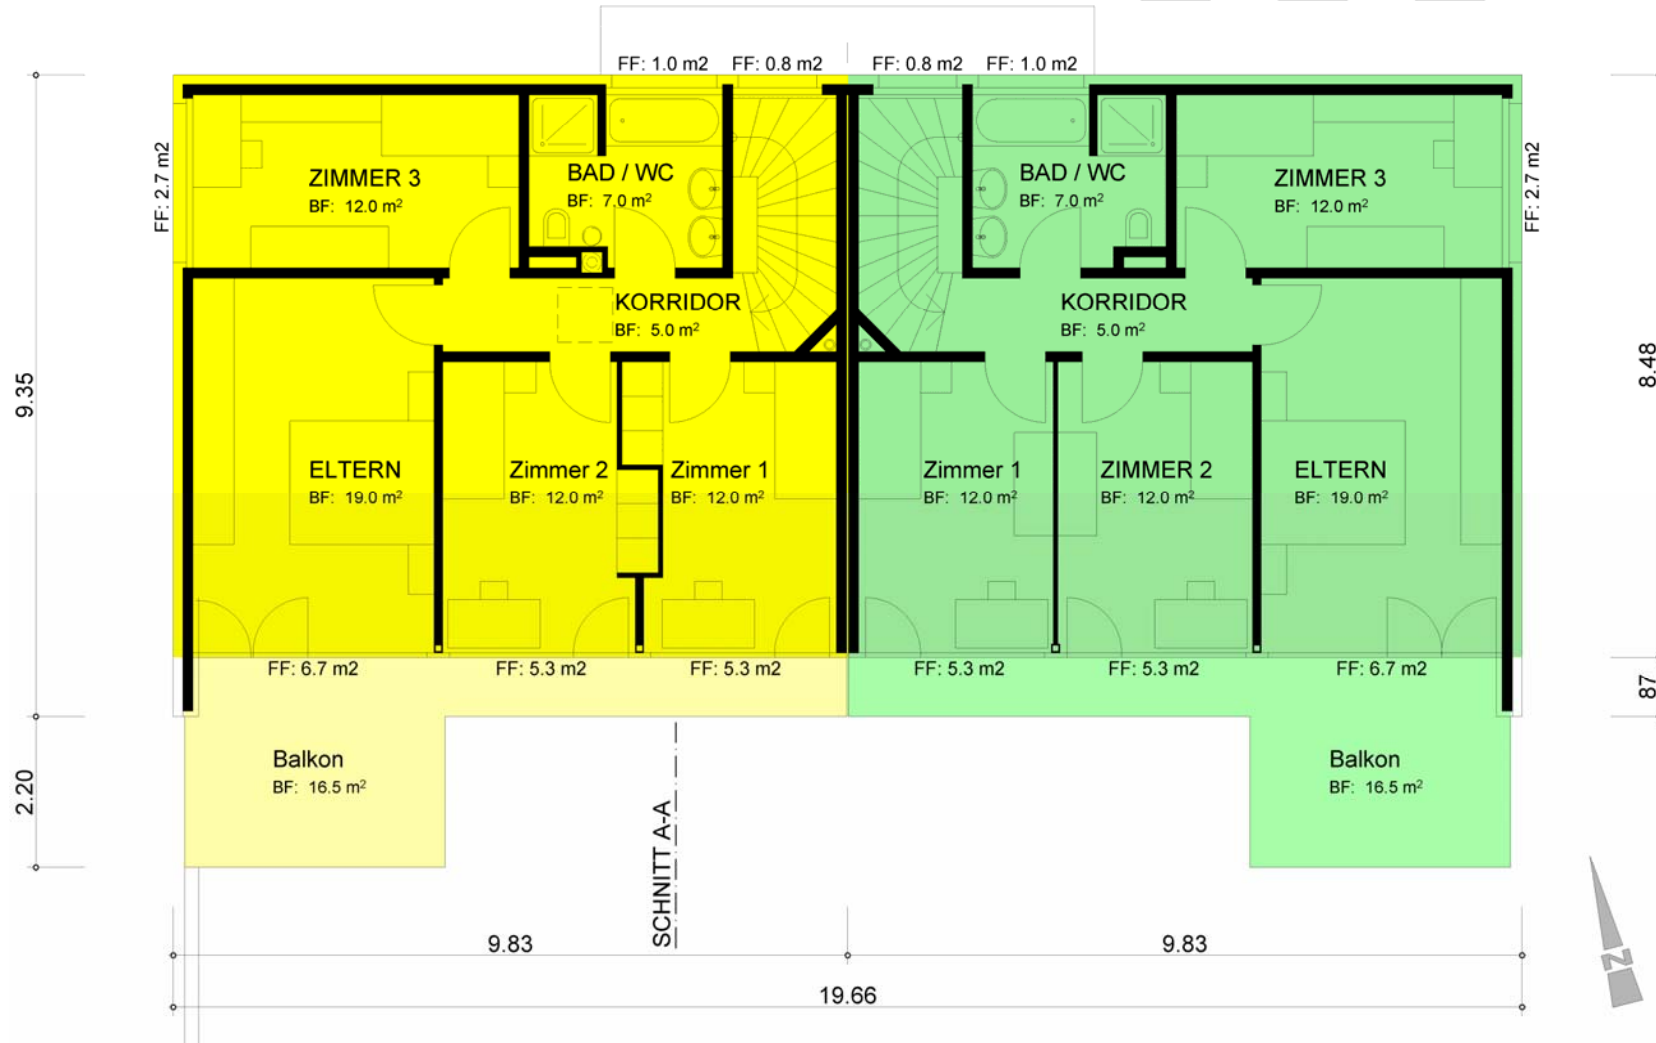 FF: 1.0 m2
FF: 0.8 m2
FF: 0.8 m2
FF: 1.0 m2
FF: 2.7 m2
ZIMMER 3
BF: 12.0 m²
BAD / WC
BF: 7.0 m²
BAD / WC
BF: 7.0 m²
ZIMMER 3
BF: 12.0 m²
FF: 2.7 m2
KORRIDOR
BF: 5.0 m²
KORRIDOR
BF: 5.0 m²
9.35
8.48
ELTERN
BF: 19.0 m²
Zimmer 2
BF: 12.0 m²
Zimmer 1
BF: 12.0 m²
Zimmer 1
BF: 12.0 m²
ZIMMER 2
BF: 12.0 m²
ELTERN
BF: 19.0 m²
FF: 6.7 m2
FF: 5.3 m2
FF: 5.3 m2
FF: 5.3 m2
FF: 5.3 m2
FF: 6.7 m2
87
2.20
Balkon
BF: 16.5 m²
SCHNITT A-A
Balkon
BF: 16.5 m²
9.83
9.83
19.66
N